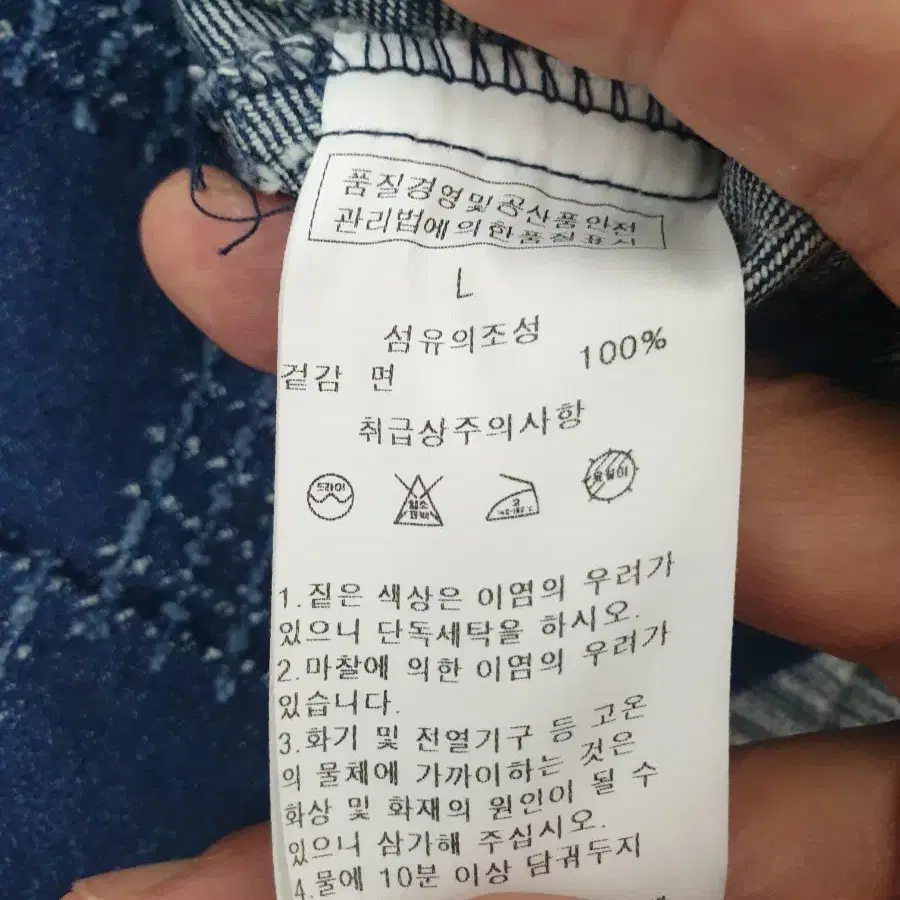 품질경영및공산품안전
관리법에의한품질표시
L
섬유의조성
겉감 면 100%
취급상주의사항
드라이 염소 표백 고 140-160℃
1.짙은 색상은 이염의 우려가
있으니 단독세탁을 하시오.
2.마찰에 의한 이염의 우려가
있습니다.
3.화기 및 전열기구 등 고온
의 물체에 가까이하는 것은
화상 및 화재의 원인이 될 수
있으니 삼가해 주십시오.
4.물에 10분 이상 담궈두지